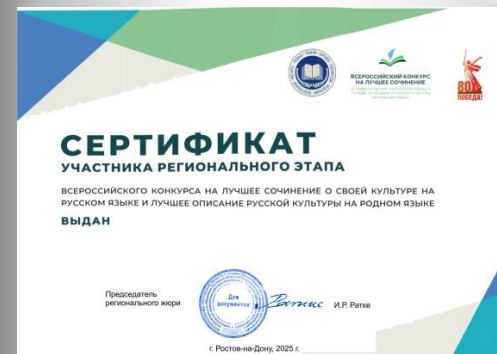 ВСЕРОССИЙСКИЙ КОНКУРС
НА ЛУЧШЕЕ СОЧИНЕНИЕ
80
ПОБЕДА!
СЕРТИФИКАТ
УЧАСТНИКА РЕГИОНАЛЬНОГО ЭТАПА
ВСЕРОССИЙСКОГО КОНКУРСА НА ЛУЧШЕЕ СОЧИНЕНИЕ О СВОЕЙ КУЛЬТУРЕ НА
РУССКОМ ЯЗЫКЕ И ЛУЧШЕЕ ОПИСАНИЕ РУССКОЙ КУЛЬТУРЫ НА РОДНОМ ЯЗЫКЕ
ВЫДАН
Председатель
регионального жюри
Для
документов
И.Р. Ратке
г. Ростов-на-Дону, 2025 г.